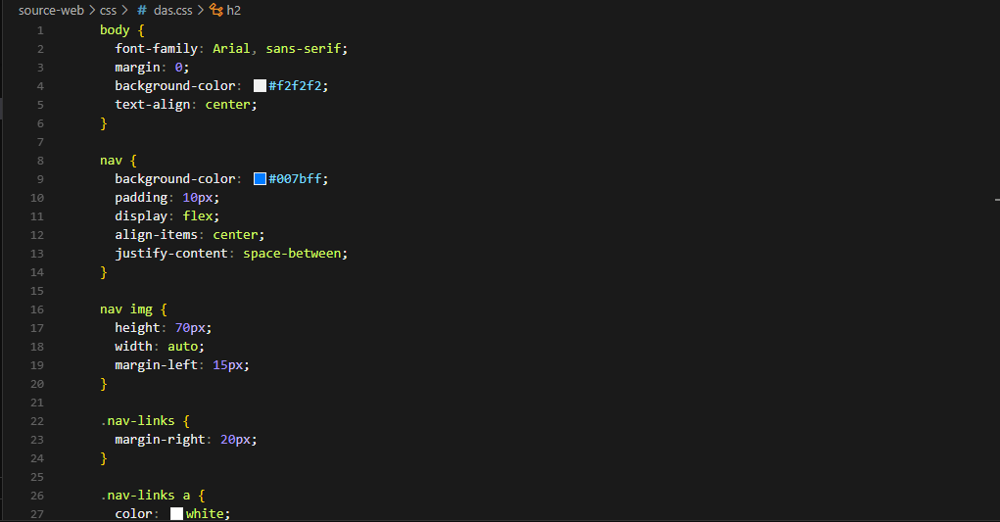 source-web > css > # das.css > h2
1 body {
2 font-family: Arial, sans-serif;
3 margin: 0;
4 background-color: #f2f2f2;
5 text-align: center;
6 }
7
8 nav {
9 background-color: #007bff;
10 padding: 10px;
11 display: flex;
12 align-items: center;
13 justify-content: space-between;
14 }
15
16 nav img {
17 height: 70px;
18 width: auto;
19 margin-left: 15px;
20 }
21
22 .nav-links {
23 margin-right: 20px;
24 }
25
26 .nav-links a {
27 color: white;